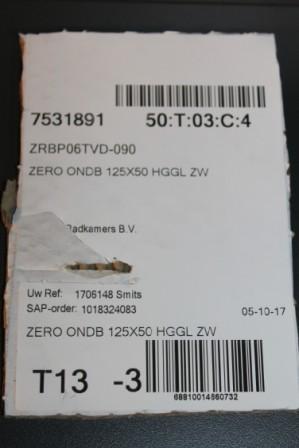 7531891 50:T:03:C:4
ZRBP06TVD-090
ZERO ONDB 125X50 HGGL ZW
Badkamers B.V.
Uw Ref: 1706148 Smits
SAP-order: 1018324083 05-10-17
ZERO ONDB 125X50 HGGL ZW
T13 -3
68810014660732